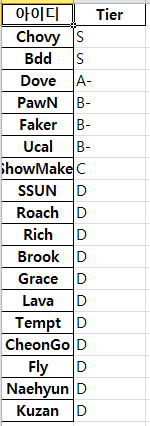 아이디 Tier
Chovy S
Bdd S
Dove A-
PawN B-
Faker B-
Ucal B-
ShowMake C
SSUN D
Roach D
Rich D
Brook D
Grace D
Lava D
Tempt D
CheonGo D
Fly D
Naehyun D
Kuzan D